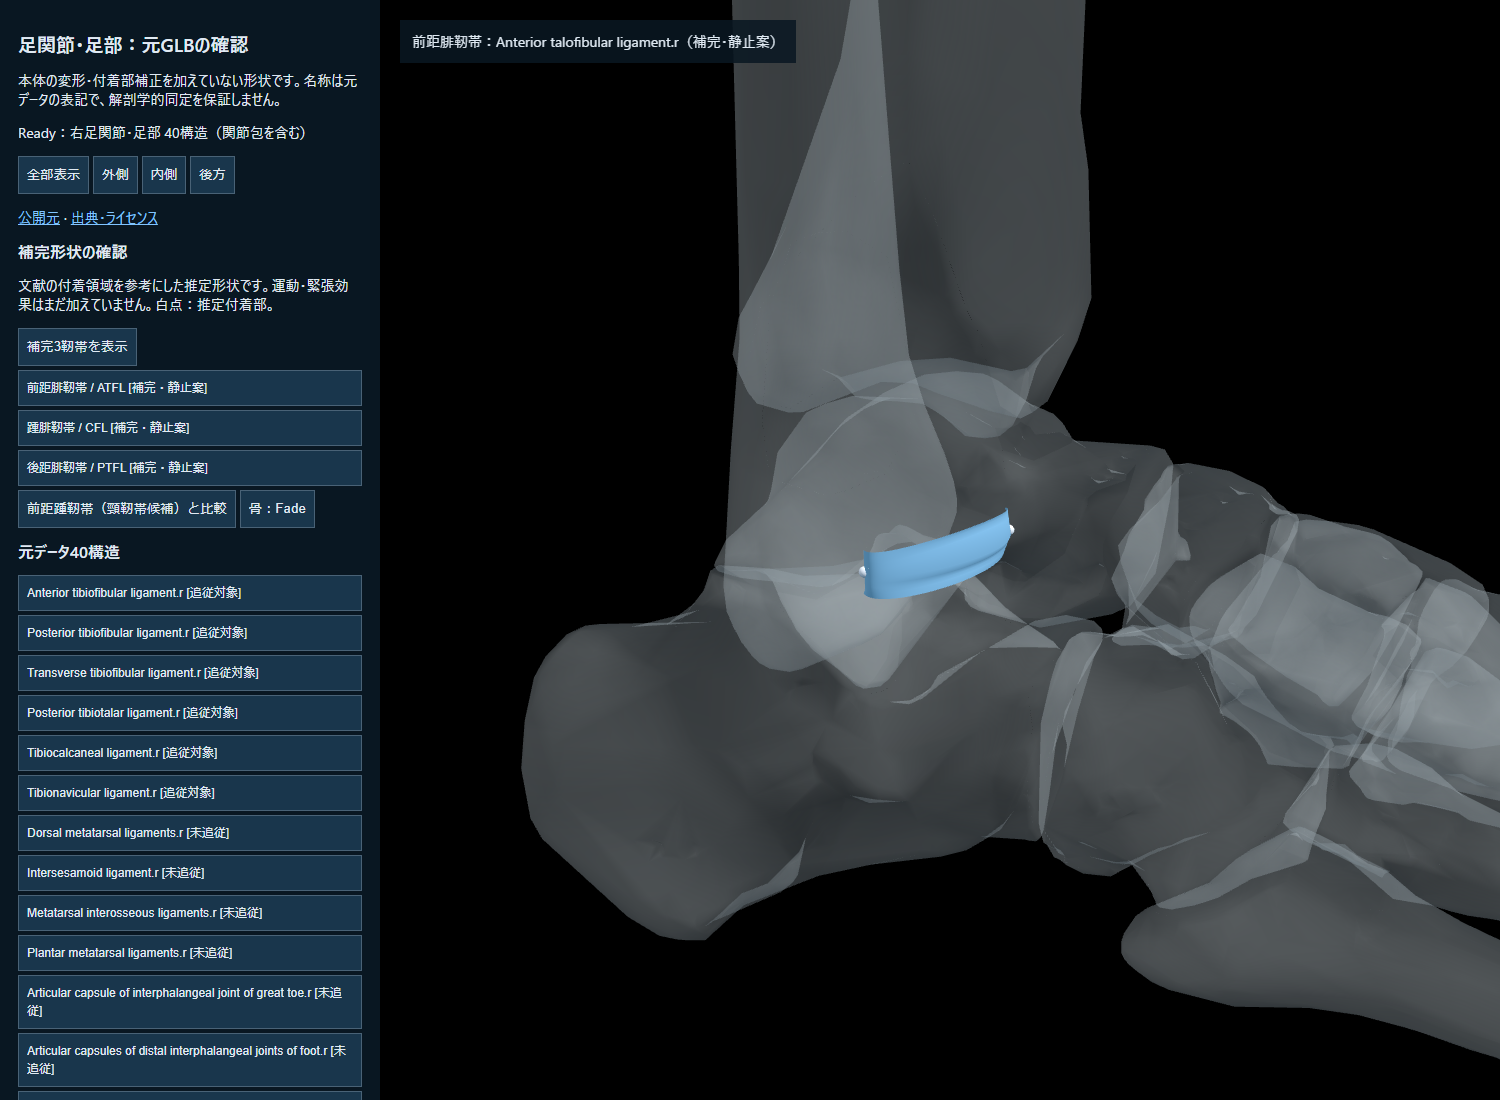 足関節・足部：元GLBの確認
本体の変形・付着部補正を加えていない形状です。名称は元
データの表記で、解剖学的同定を保証しません。
Ready：右足関節・足部 40構造（関節包を含む）
全部表示 外側 内側 後方
公開元 · 出典・ライセンス
補完形状の確認
文献の付着領域を参考にした推定形状です。運動・緊張効
果はまだ加えていません。白点：推定付着部。
補完3靭帯を表示
前距腓靭帯 / ATFL [補完・静止案]
踵腓靭帯 / CFL [補完・静止案]
後距腓靭帯 / PTFL [補完・静止案]
前距踵靭帯（頸靭帯候補）と比較 骨：Fade
元データ40構造
Anterior tibiofibular ligament.r [追従対象]
Posterior tibiofibular ligament.r [追従対象]
Transverse tibiofibular ligament.r [追従対象]
Posterior tibiotalar ligament.r [追従対象]
Tibiocalcaneal ligament.r [追従対象]
Tibionavicular ligament.r [追従対象]
Dorsal metatarsal ligaments.r [未追従]
Intersesamoid ligament.r [未追従]
Metatarsal interosseous ligaments.r [未追従]
Plantar metatarsal ligaments.r [未追従]
Articular capsule of interphalangeal joint of great toe.r [未追
従]
Articular capsules of distal interphalangeal joints of foot.r [未
追従]
前距腓靭帯：Anterior talofibular ligament.r（補完・静止案）